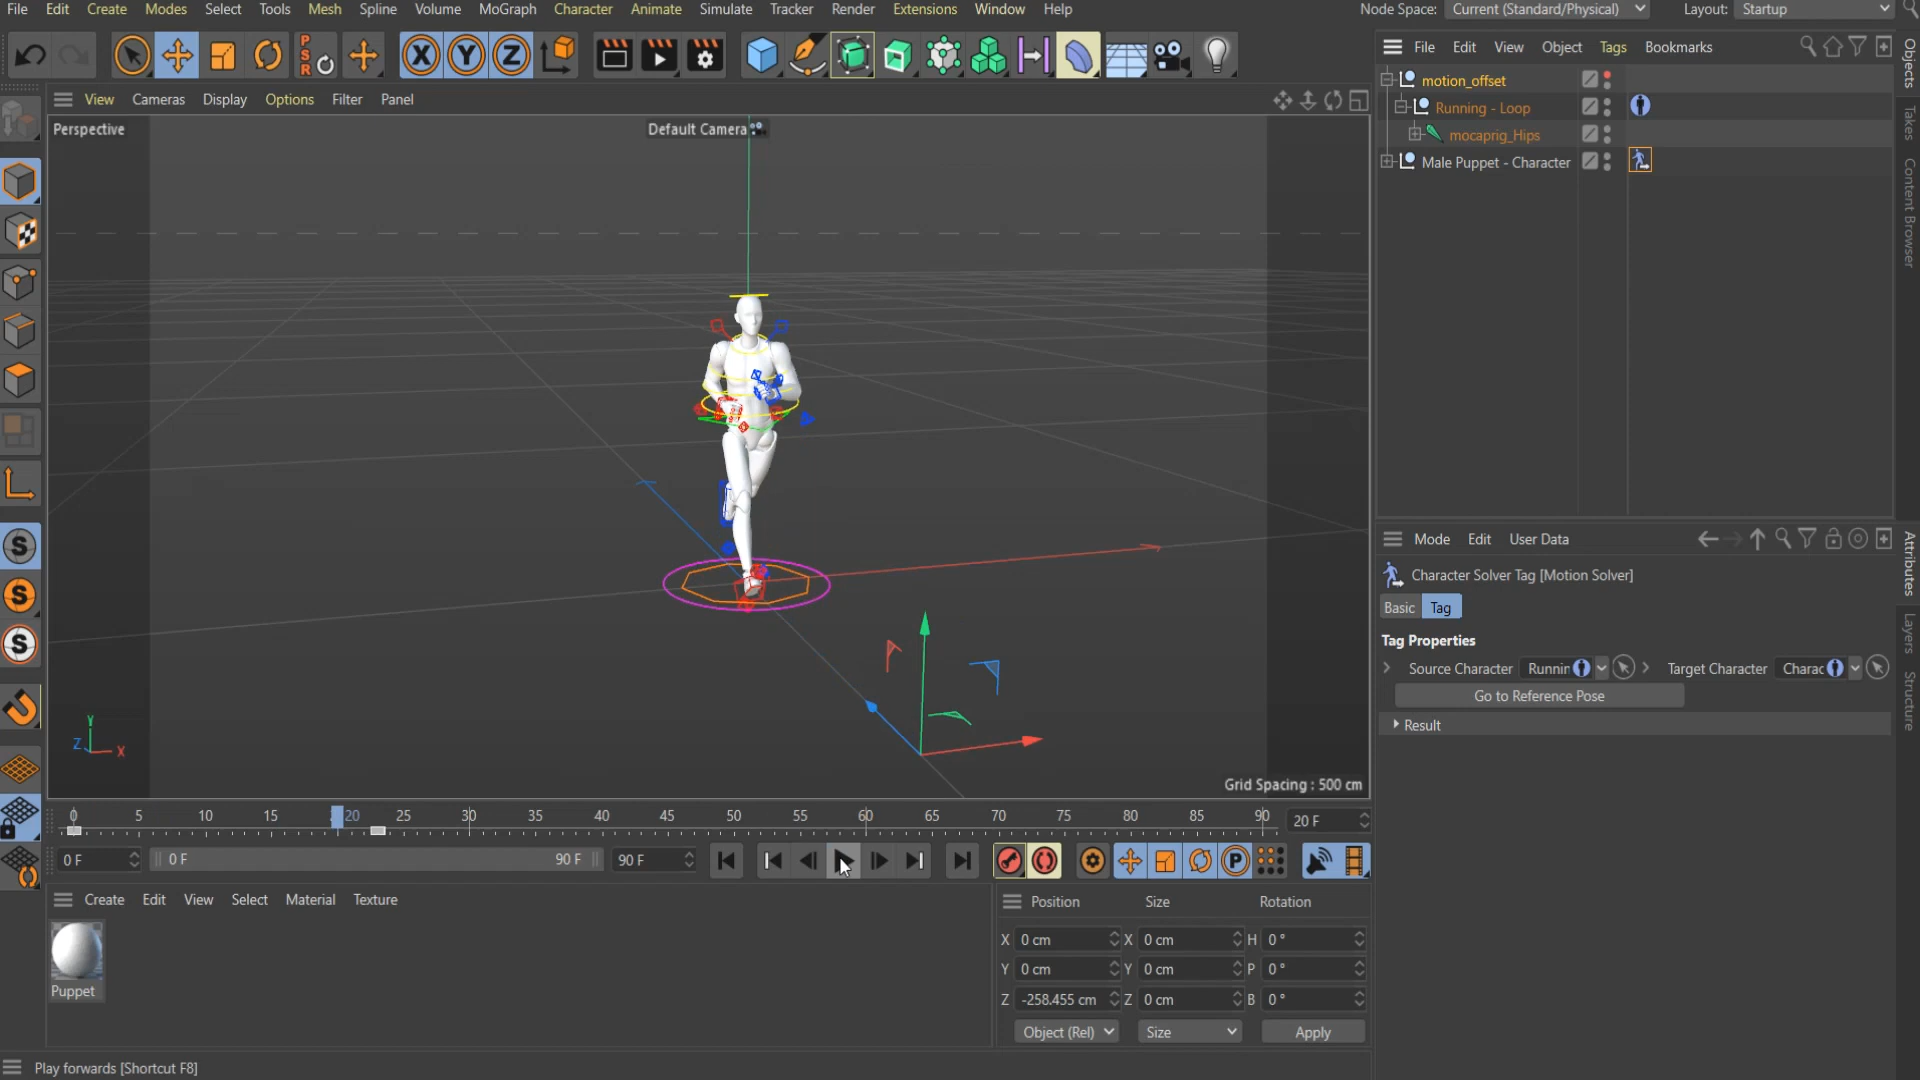 File Edit Create Modes Select Tools Mesh Spline Volume MoGraph Character Animate Simulate Tracker Render Extensions Window Help
Node Space: Current (Standard/Physical) Layout: Startup
P S R X Y Z
File Edit View Object Tags Bookmarks
View Cameras Display Options Filter Panel
Perspective
Default Camera
motion_offset
Running - Loop
mocaprig_Hips
Male Puppet - Character
Objects
Takes
Content Browser
Mode Edit User Data
Character Solver Tag [Motion Solver]
Basic Tag
Tag Properties
Source Character Runnin Target Character Charac
Go to Reference Pose
Result
Attributes
Layers
Structure
S
S
S
Y
Z X
Grid Spacing : 500 cm
0 5 10 15 20 25 30 35 40 45 50 55 60 65 70 75 80 85 90 20 F
0 F 0 F 90 F 90 F P
Create Edit View Select Material Texture
Puppet
Position Size Rotation
X 0 cm X 0 cm H 0 °
Y 0 cm Y 0 cm P 0 °
Z -258.455 cm Z 0 cm B 0 °
Object (Rel) Size Apply
Play forwards [Shortcut F8]